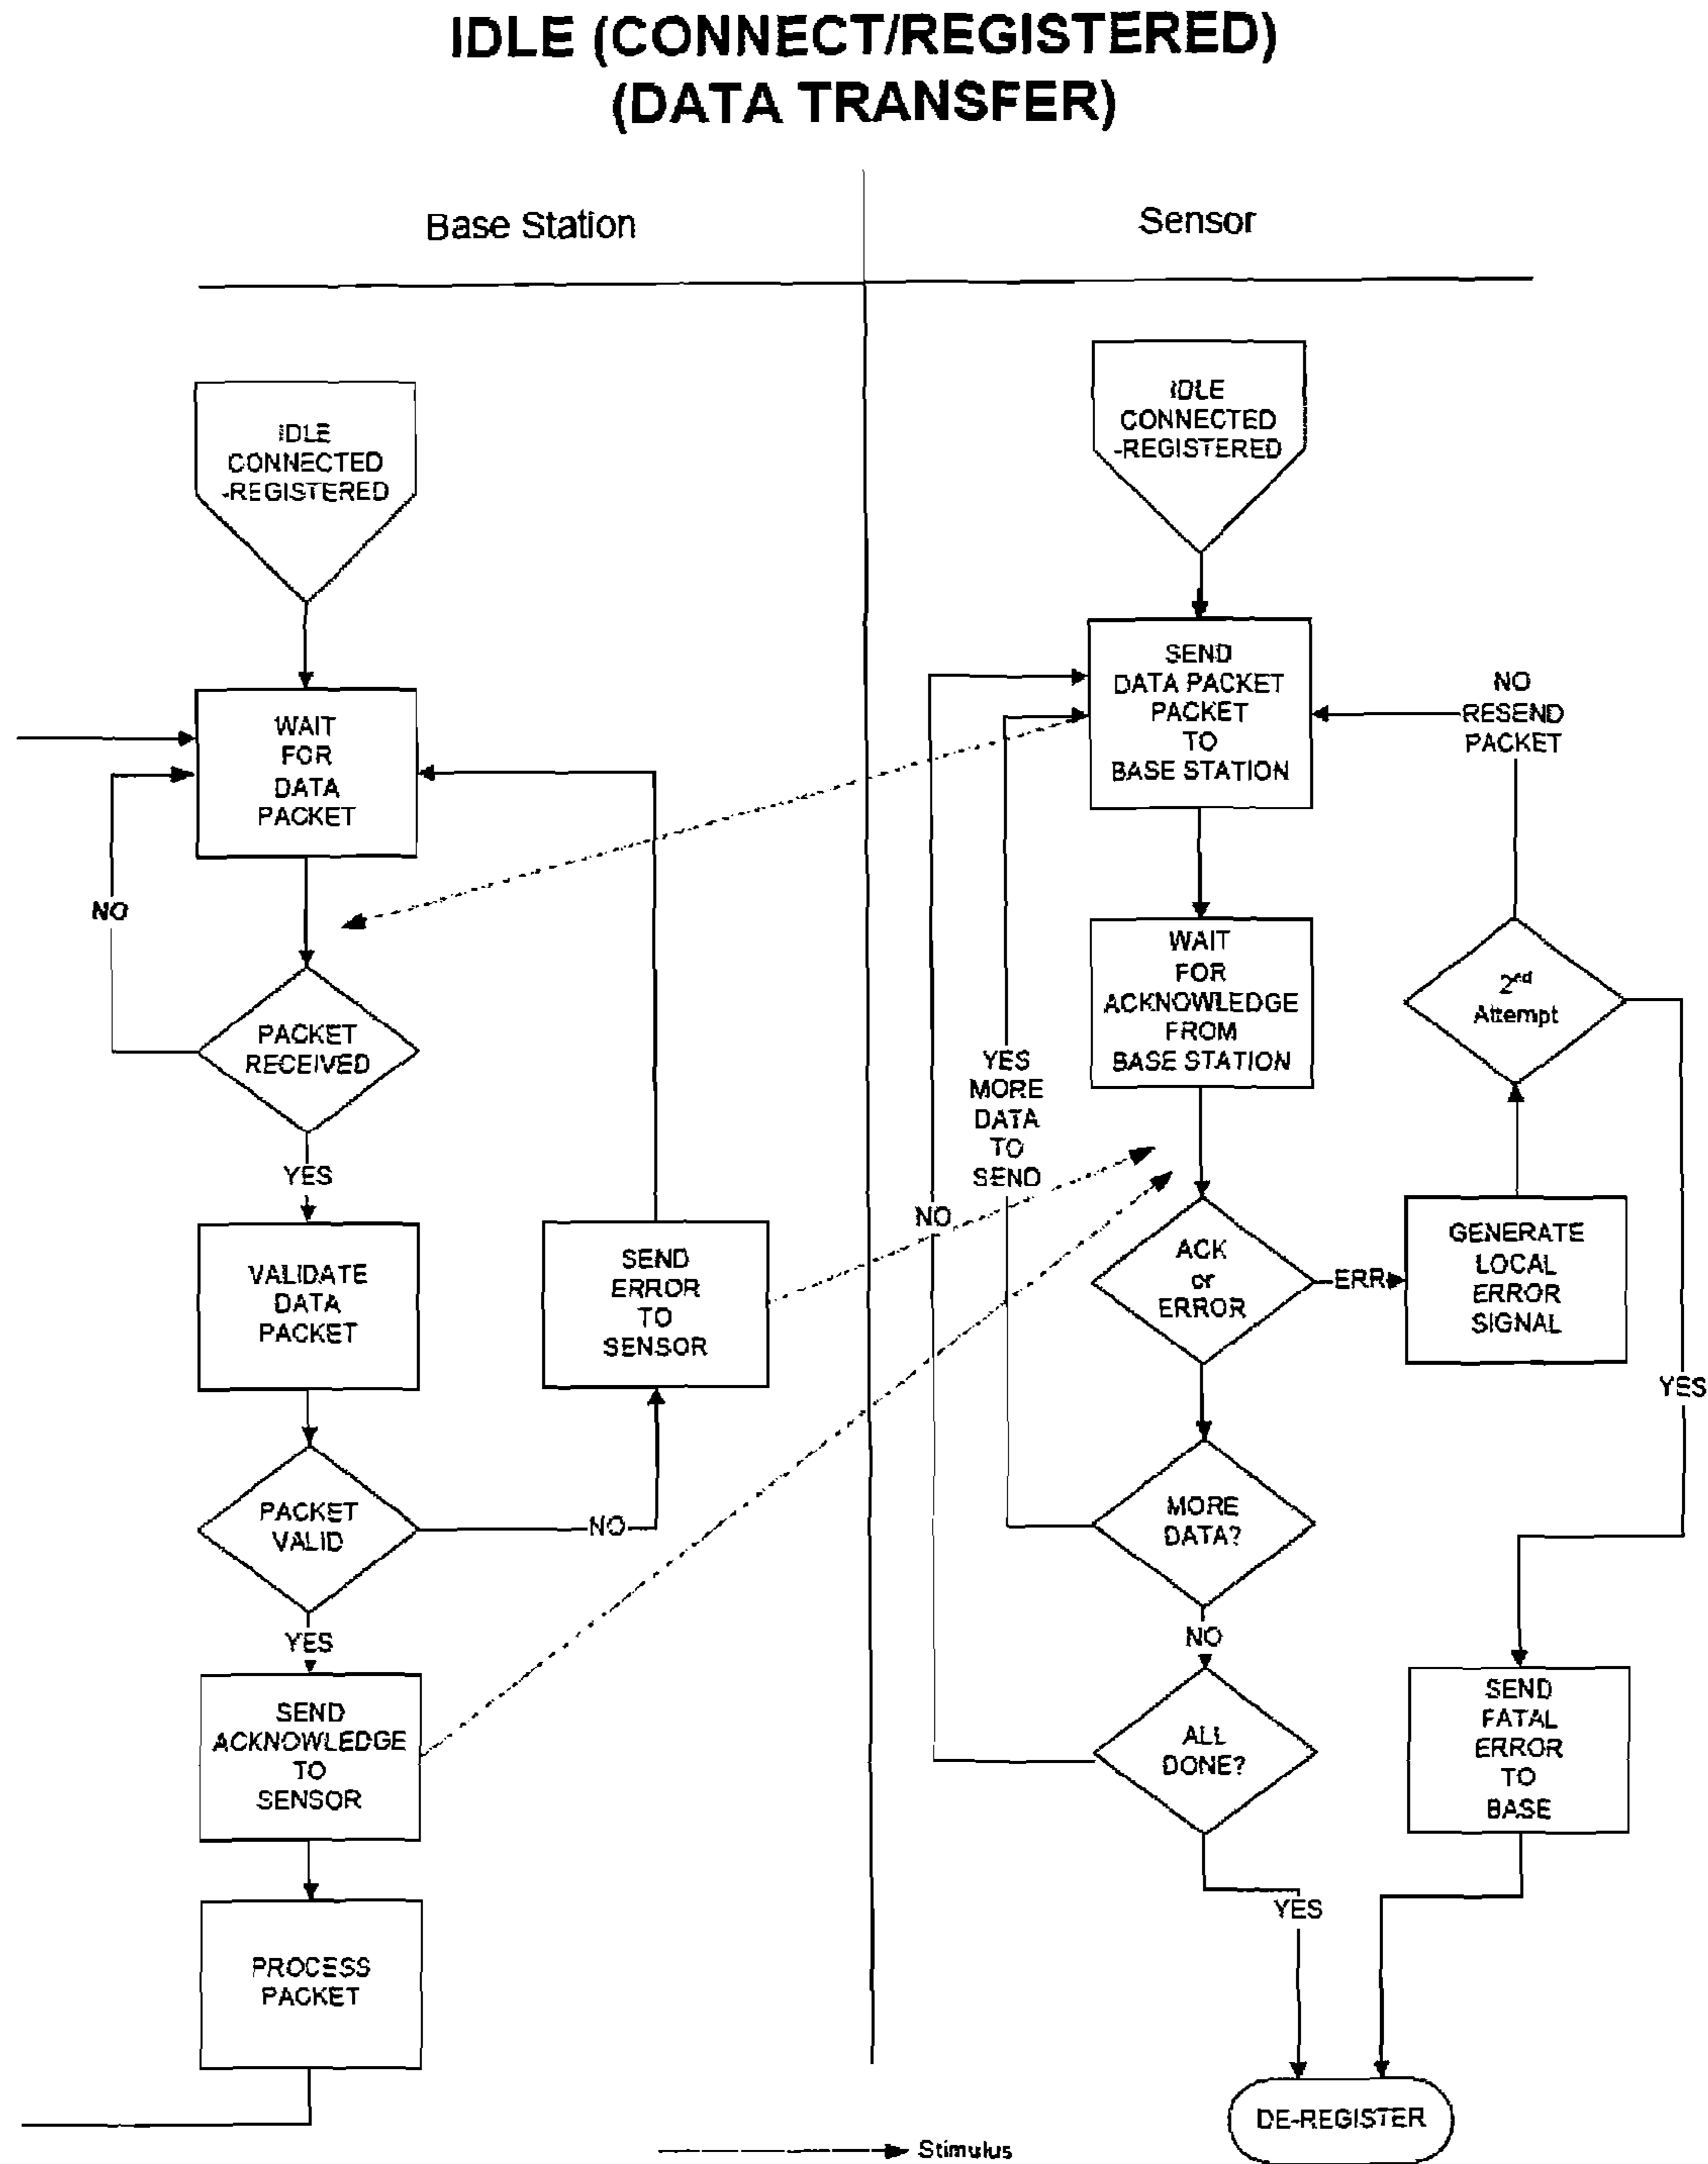 IDLE (CONNECT/REGISTERED)
(DATA TRANSFER)
Base Station
Sensor
IDLE
CONNECTED
-REGISTERED
WAIT
FOR
DATA
PACKET
NO
PACKET
RECEIVED
YES
VALIDATE
DATA
PACKET
SEND
ERROR
TO
SENSOR
PACKET
VALID
NO
YES
SEND
ACKNOWLEDGE
TO
SENSOR
PROCESS
PACKET
IDLE
CONNECTED
-REGISTERED
SEND
DATA PACKET
PACKET
TO
BASE STATION
NO
RESEND
PACKET
WAIT
FOR
ACKNOWLEDGE
FROM
BASE STATION
2nd
Attempt
YES
MORE
DATA
TO
SEND
NO
ACK
or
ERROR
ERR
GENERATE
LOCAL
ERROR
SIGNAL
YES
MORE
DATA?
NO
ALL
DONE?
SEND
FATAL
ERROR
TO
BASE
YES
DE-REGISTER
Stimulus